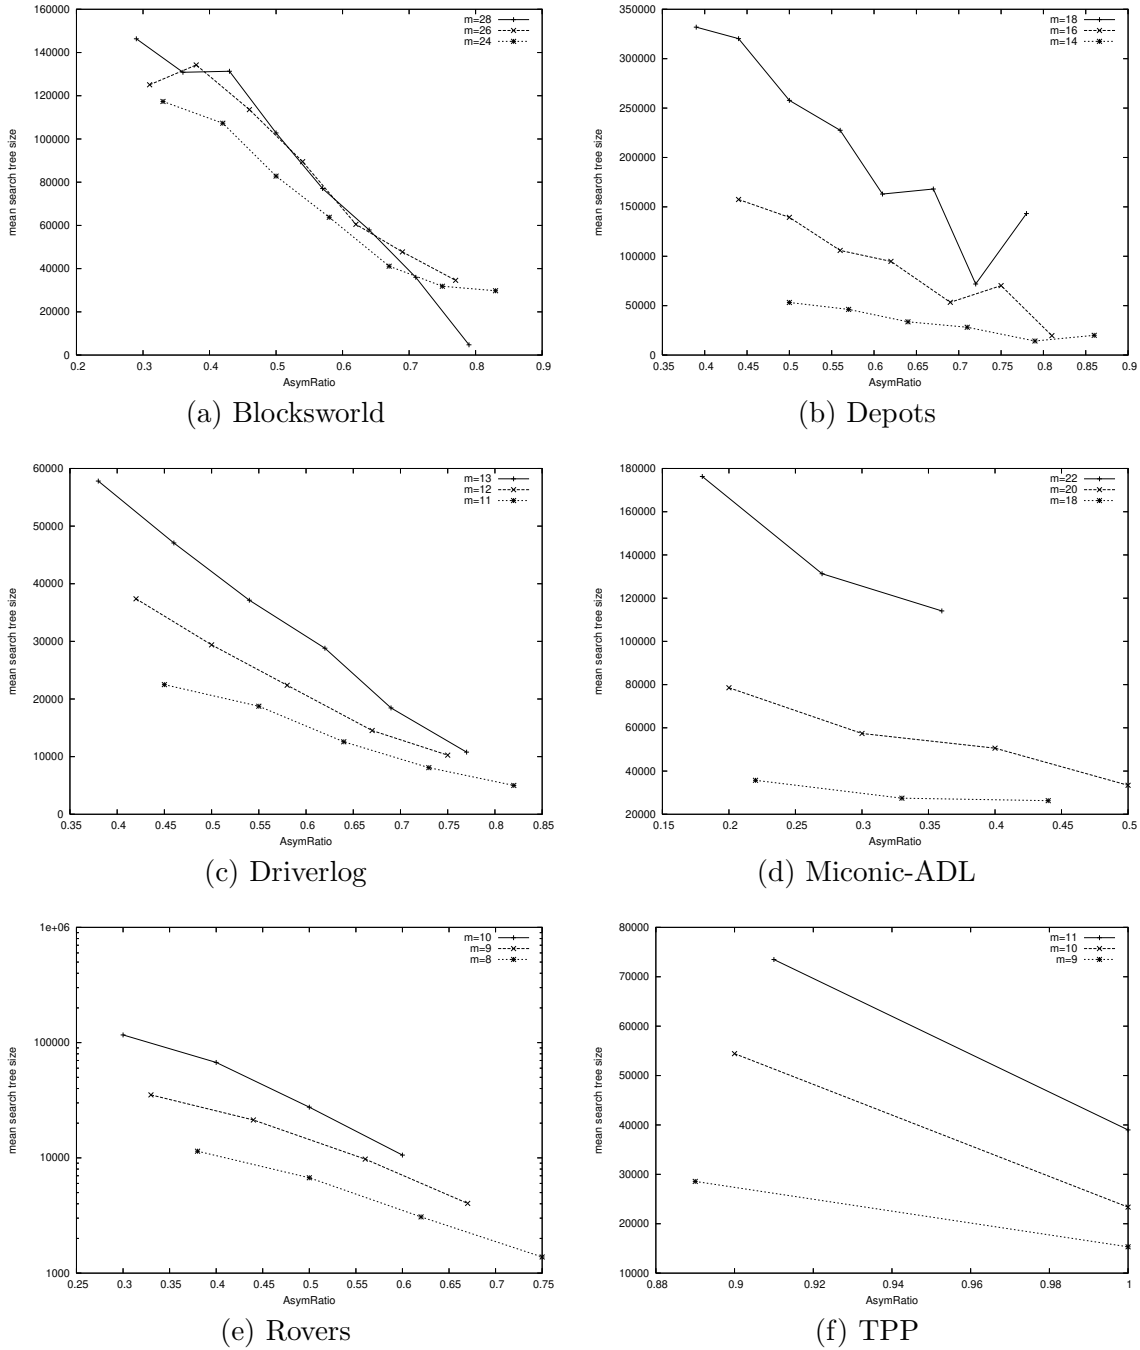 160000
140000
120000
100000
80000
60000
40000
20000
0
mean search tree size
m=28
m=26
m=24
0.2 0.3 0.4 0.5 0.6 0.7 0.8 0.9
AsymRatio
(a) Blocksworld
350000
300000
250000
200000
150000
100000
50000
0
mean search tree size
m=18
m=16
m=14
0.35 0.4 0.45 0.5 0.55 0.6 0.65 0.7 0.75 0.8 0.85 0.9
AsymRatio
(b) Depots
60000
50000
40000
30000
20000
10000
0
mean search tree size
m=13
m=12
m=11
0.35 0.4 0.45 0.5 0.55 0.6 0.65 0.7 0.75 0.8 0.85
AsymRatio
(c) Driverlog
180000
160000
140000
120000
100000
80000
60000
40000
20000
mean search tree size
m=22
m=20
m=18
0.15 0.2 0.25 0.3 0.35 0.4 0.45 0.5
AsymRatio
(d) Miconic-ADL
1e+06
100000
10000
1000
mean search tree size
m=10
m=9
m=8
0.25 0.3 0.35 0.4 0.45 0.5 0.55 0.6 0.65 0.7 0.75
AsymRatio
(e) Rovers
80000
70000
60000
50000
40000
30000
20000
10000
mean search tree size
m=11
m=10
m=9
0.88 0.9 0.92 0.94 0.96 0.98 1
AsymRatio
(f) TPP